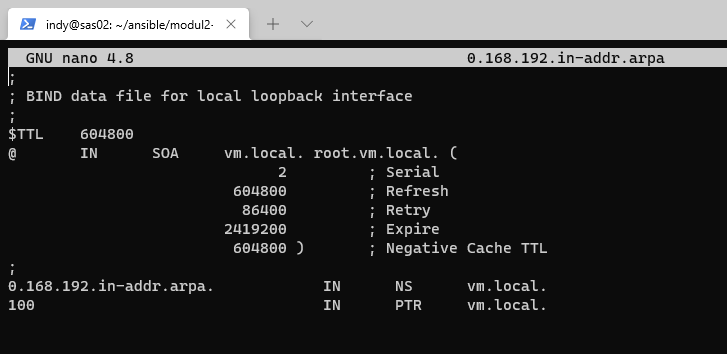 indy@sas02: ~/ansible/modul2-
GNU nano 4.8 0.168.192.in-addr.arpa
;
; BIND data file for local loopback interface
;
$TTL 604800
@ IN SOA vm.local. root.vm.local. (
2 ; Serial
604800 ; Refresh
86400 ; Retry
2419200 ; Expire
604800 ) ; Negative Cache TTL
;
0.168.192.in-addr.arpa. IN NS vm.local.
100 IN PTR vm.local.